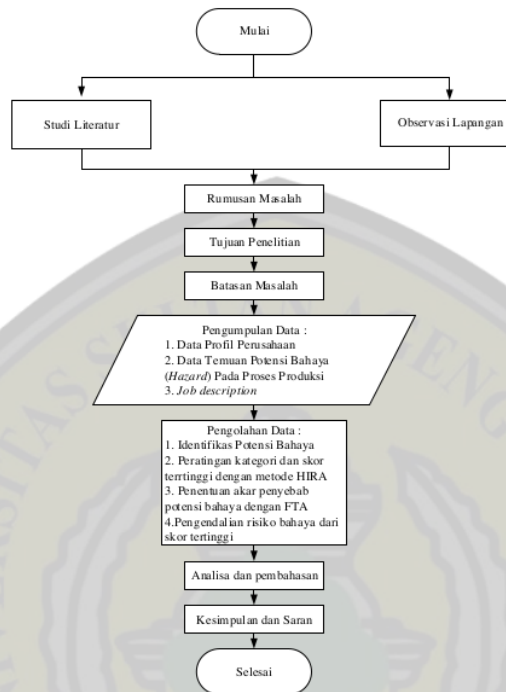 Mulai
Studi Literatur
Observasi Lapangan
Rumusan Masalah
Tujuan Penelitian
Batasan Masalah
Pengumpulan Data :
1. Data Profil Perusahaan
2. Data Temuan Potensi Bahaya
(Hazard) Pada Proses Produksi
3. Job description
Pengolahan Data :
1. Identifikas Potensi Bahaya
2. Peratingan kategori dan skor
terrtinggi dengan metode HIRA
3. Penentuan akar penyebab
potensi bahaya dengan FTA
4.Pengendalian risiko bahaya dari
skor tertinggi
Analisa dan pembahasan
Kesimpulan dan Saran
Selesai